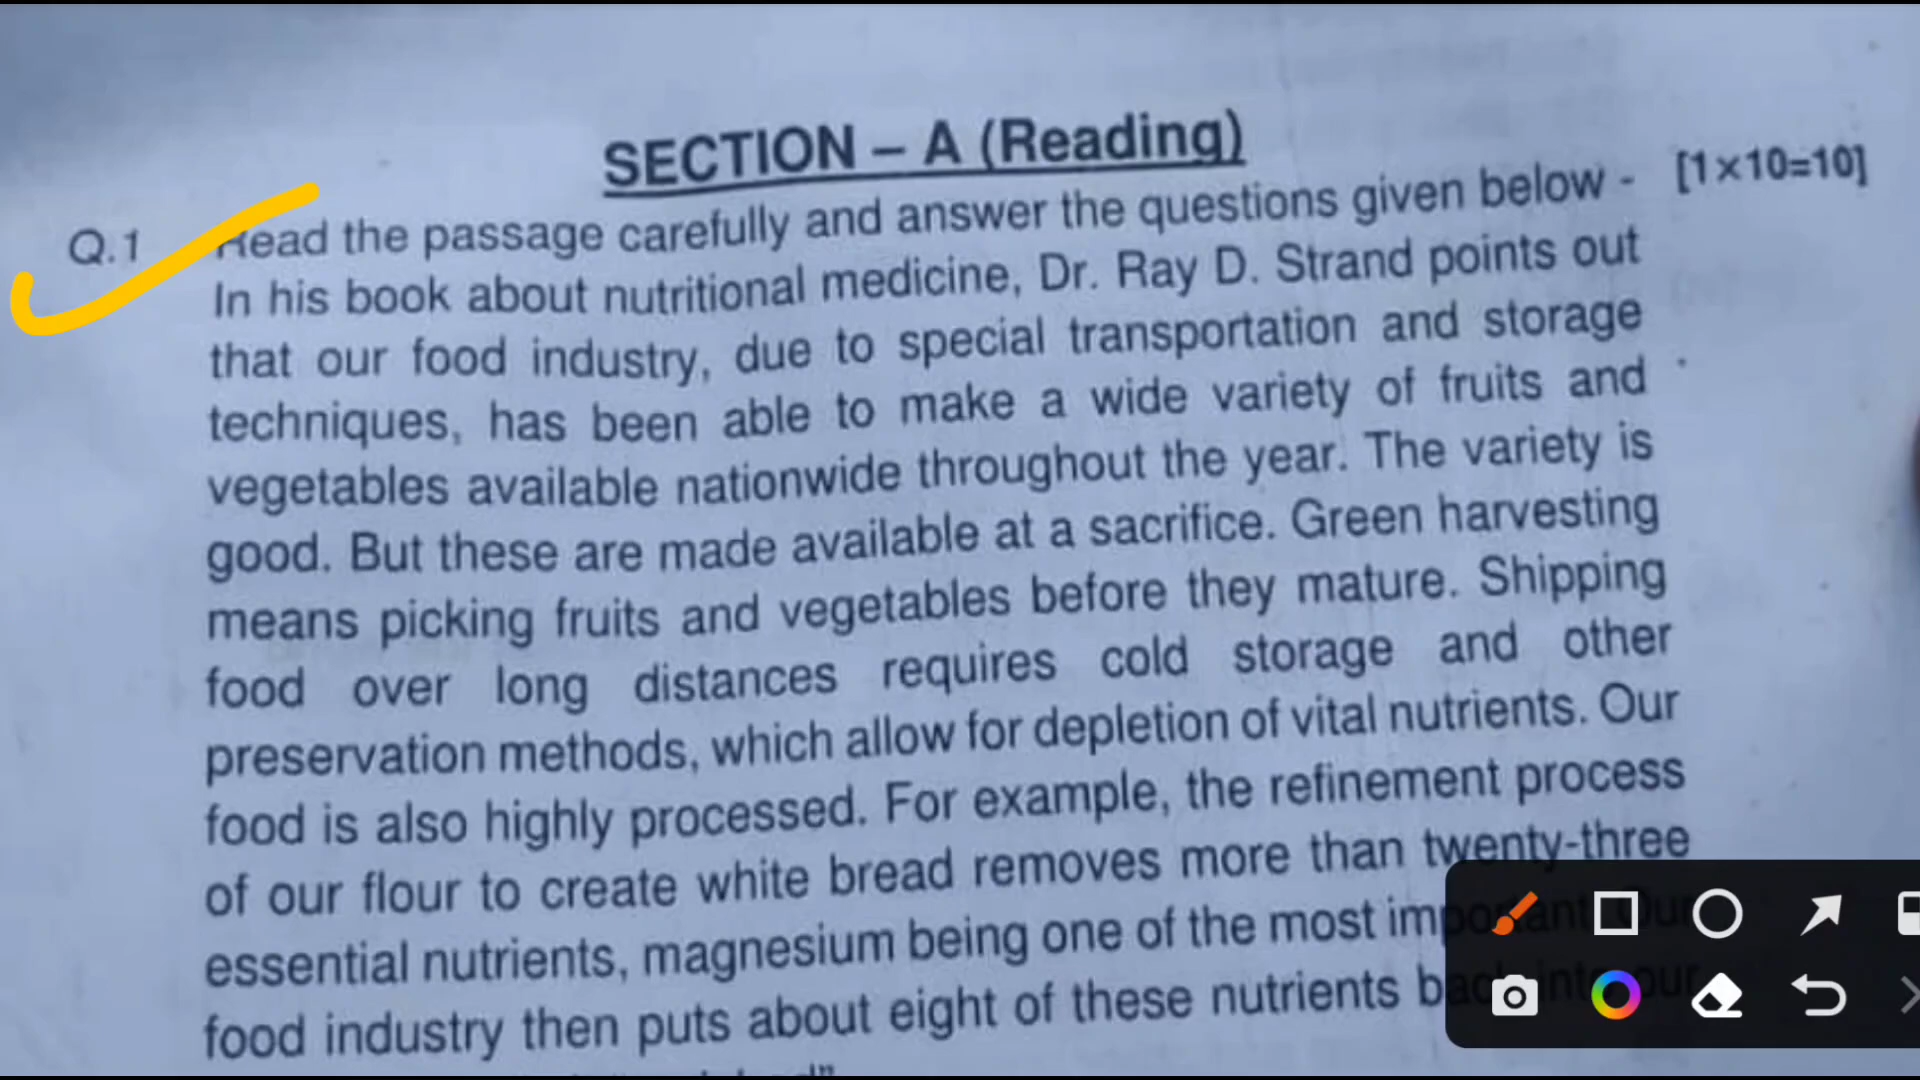 SECTION – A (Reading)
Q.1 Read the passage carefully and answer the questions given below - [1×10=10]
In his book about nutritional medicine, Dr. Ray D. Strand points out
that our food industry, due to special transportation and storage
techniques, has been able to make a wide variety of fruits and
vegetables available nationwide throughout the year. The variety is
good. But these are made available at a sacrifice. Green harvesting
means picking fruits and vegetables before they mature. Shipping
food over long distances requires cold storage and other
preservation methods, which allow for depletion of vital nutrients. Our
food is also highly processed. For example, the refinement process
of our flour to create white bread removes more than twenty-three
essential nutrients, magnesium being one of the most important. Our
food industry then puts about eight of these nutrients back into our